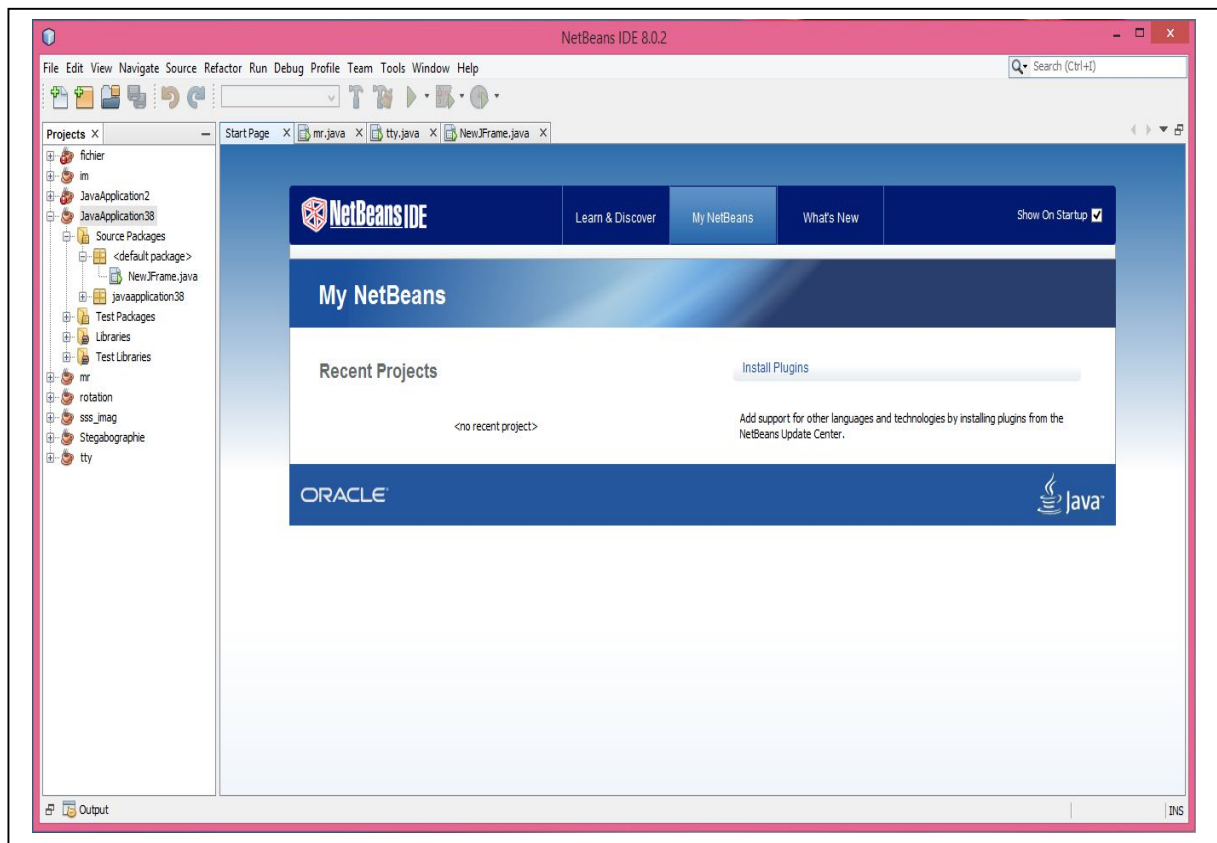 NetBeans IDE 8.0.2
File Edit View Navigate Source Refactor Run Debug Profile Team Tools Window Help
Search (Ctrl+I)
Projects
Start Page
mr.java
tty.java
NewJFrame.java
fichier
im
JavaApplication2
JavaApplication38
Source Packages
<default package>
NewJFrame.java
javaapplication38
Test Packages
Libraries
Test Libraries
mr
rotation
sss_imag
Stegabographie
tty
NetBeans IDE
Learn & Discover
My NetBeans
What's New
Show On Startup
My NetBeans
Recent Projects
<no recent project>
Install Plugins
Add support for other languages and technologies by installing plugins from the
NetBeans Update Center.
ORACLE
Java
Output
INS